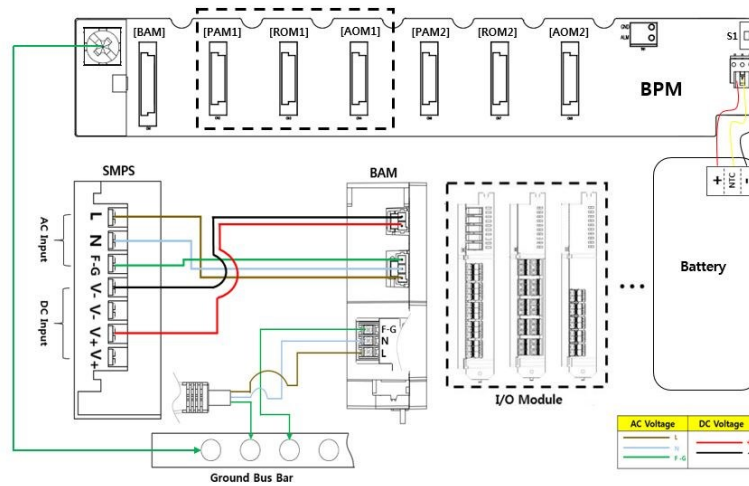 [BAM] [PAM1] [ROM1] [AOM1] [PAM2] [ROM2] [AOM2]
GND
ALM
S1
BPM
SMPS
BAM
+ NTC -
AC Input
DC Input
L
N
F-G
V-
V-
V+
V+
F-G
N
L
Battery
...
I/O Module
Ground Bus Bar
AC Voltage DC Voltage
L
N
F-G